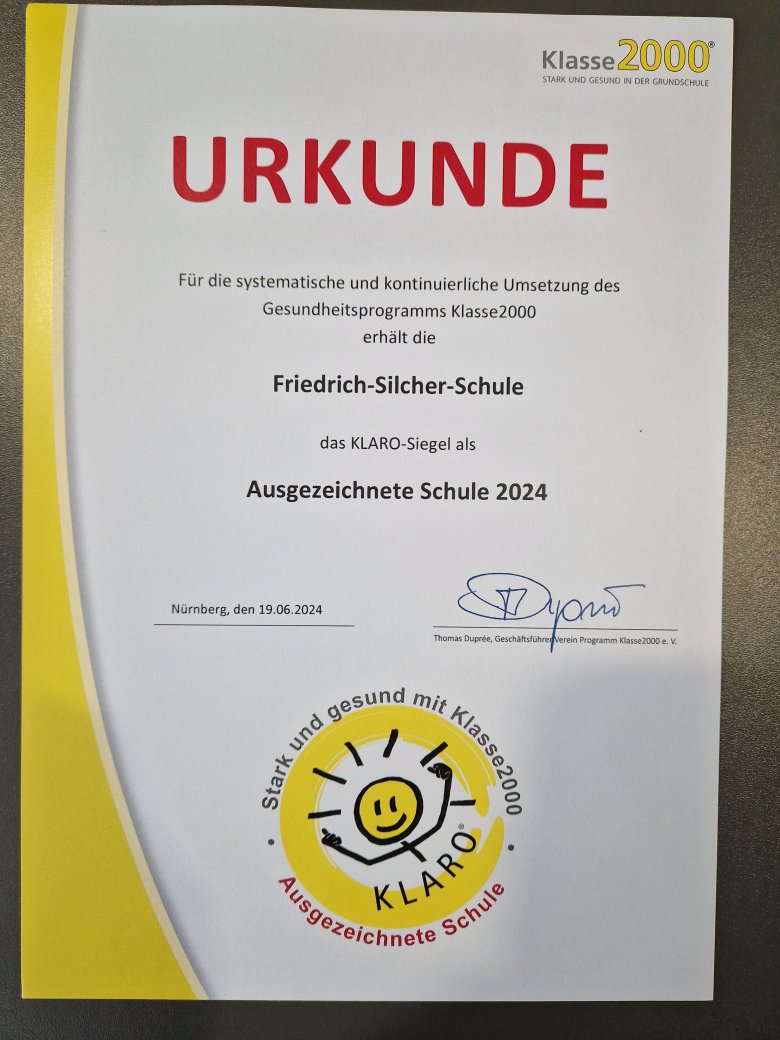 Klasse2000®
STARK UND GESUND IN DER GRUNDSCHULE
URKUNDE
Für die systematische und kontinuierliche Umsetzung des
Gesundheitsprogramms Klasse2000
erhält die
Friedrich-Silcher-Schule
das KLARO-Siegel als
Ausgezeichnete Schule 2024
Nürnberg, den 19.06.2024
Thomas Duprée, Geschäftsführer Verein Programm Klasse2000 e. V.
Stark und gesund mit Klasse2000
KLARO®
Ausgezeichnete Schule